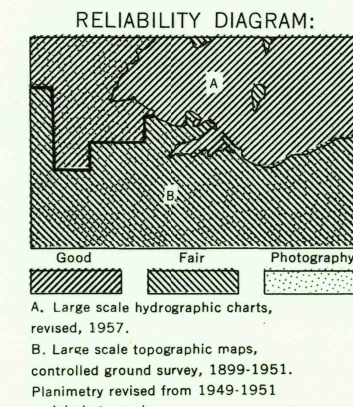 RELIABILITY DIAGRAM:
A
B
Good Fair Photography
A. Large scale hydrographic charts,
revised, 1957.
B. Large scale topographic maps,
controlled ground survey, 1899-1951.
Planimetry revised from 1949-1951